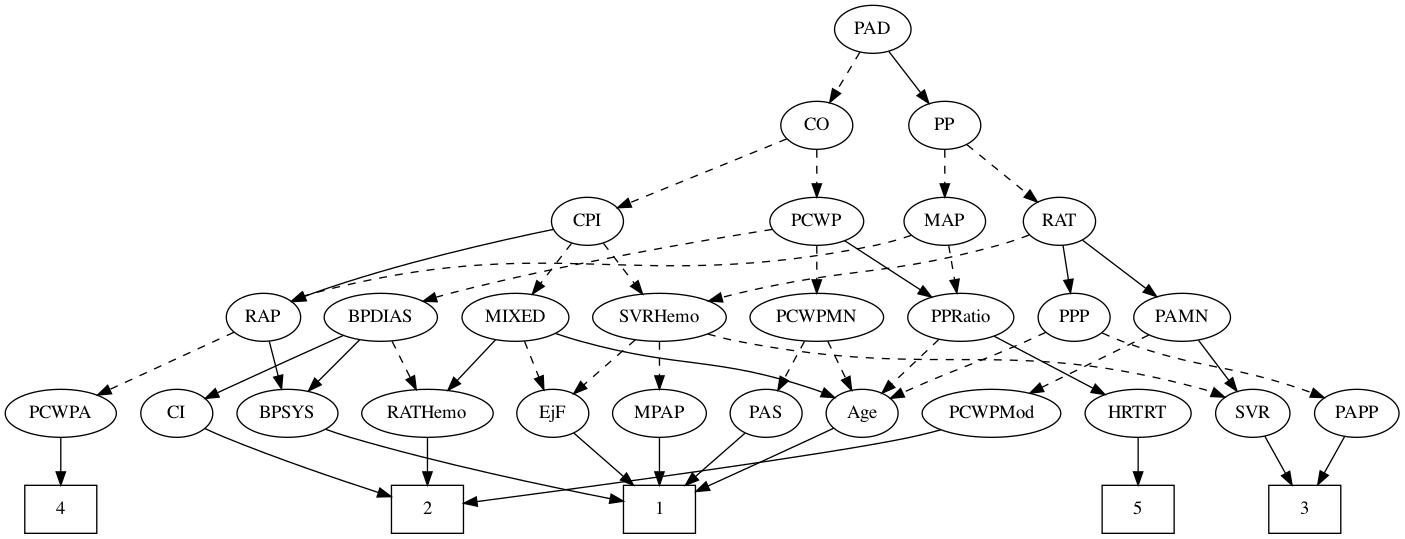 PAD
CO
PP
CPI
PCWP
MAP
RAT
RAP
BPDIAS
MIXED
SVRHemo
PCWPMN
PPRatio
PPP
PAMN
PCWPA
CI
BPSYS
RATHemo
EjF
MPAP
PAS
Age
PCWPMod
HRTRT
SVR
PAPP
4
2
1
5
3